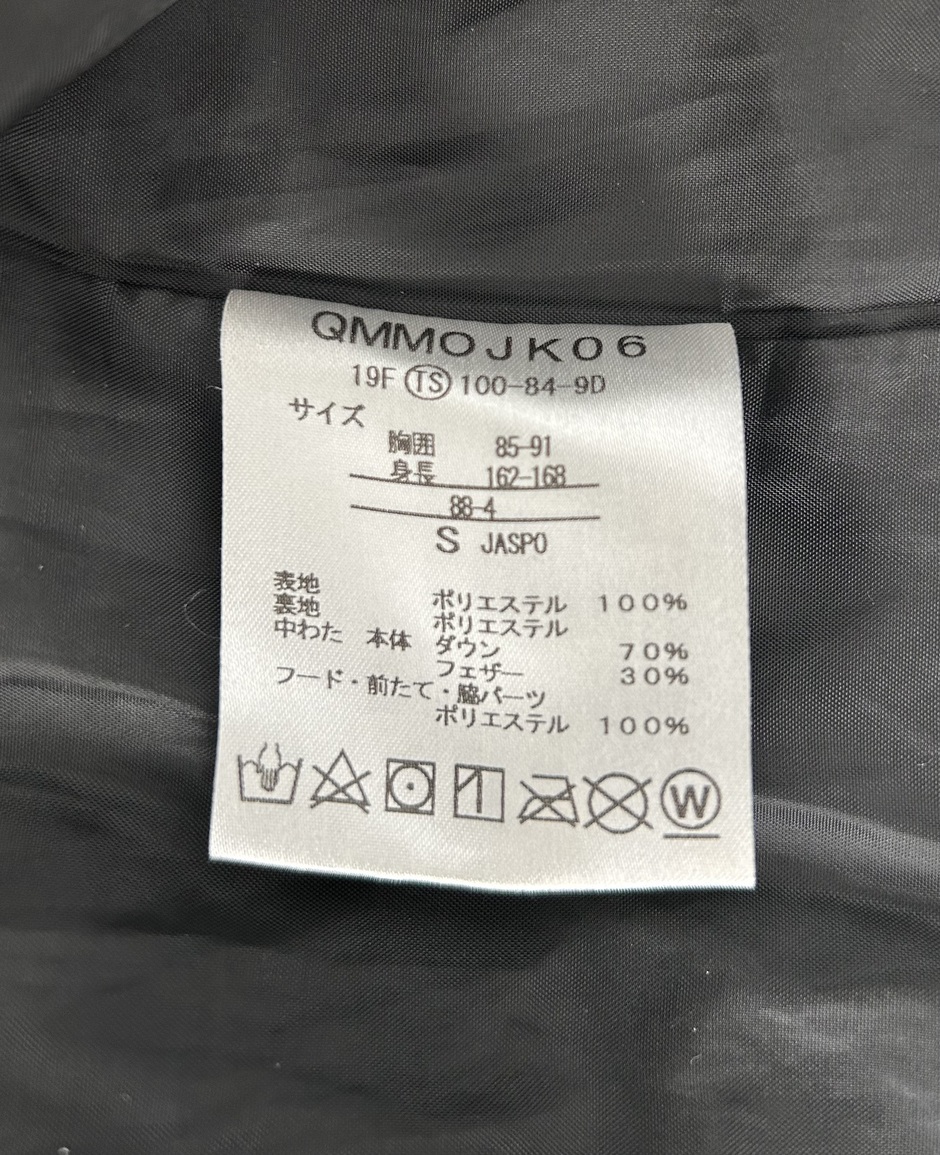 QMMOJK06
19F TS 100-84-9D
サイズ
胸囲 85-91
身長 162-168
88-4
S JASPO
表地 ポリエステル 100%
裏地 ポリエステル
中わた 本体 ダウン 70%
フェザー 30%
フード・前たて・脇パーツ
ポリエステル 100%
W